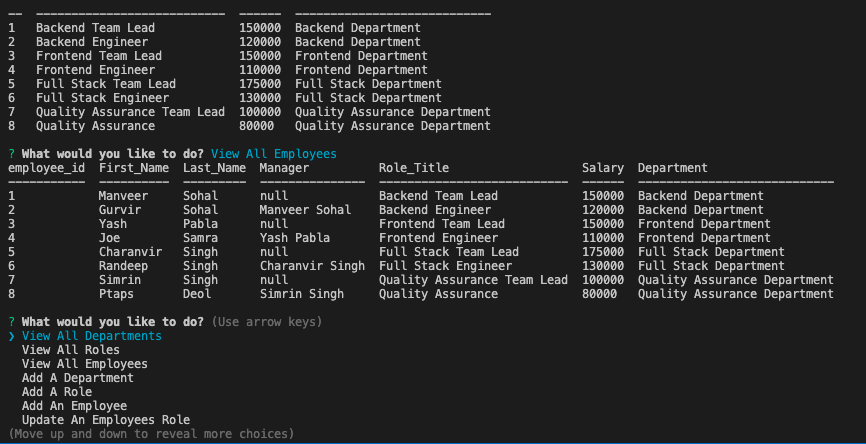 —— ——————————————————————————— —————— ————————————————————————————
1 Backend Team Lead 150000 Backend Department
2 Backend Engineer 120000 Backend Department
3 Frontend Team Lead 150000 Frontend Department
4 Frontend Engineer 110000 Frontend Department
5 Full Stack Team Lead 175000 Full Stack Department
6 Full Stack Engineer 130000 Full Stack Department
7 Quality Assurance Team Lead 100000 Quality Assurance Department
8 Quality Assurance 80000 Quality Assurance Department
? What would you like to do? View All Employees
employee_id First_Name Last_Name Manager Role_Title Salary Department
——————————— —————————— ————————— ——————————————— ——————————————————————————— —————— ————————————————————————————
1 Manveer Sohal null Backend Team Lead 150000 Backend Department
2 Gurvir Sohal Manveer Sohal Backend Engineer 120000 Backend Department
3 Yash Pabla null Frontend Team Lead 150000 Frontend Department
4 Joe Samra Yash Pabla Frontend Engineer 110000 Frontend Department
5 Charanvir Singh null Full Stack Team Lead 175000 Full Stack Department
6 Randeep Singh Charanvir Singh Full Stack Engineer 130000 Full Stack Department
7 Simrin Singh null Quality Assurance Team Lead 100000 Quality Assurance Department
8 Ptaps Deol Simrin Singh Quality Assurance 80000 Quality Assurance Department
? What would you like to do? (Use arrow keys)
❯ View All Departments
View All Roles
View All Employees
Add A Department
Add A Role
Add An Employee
Update An Employees Role
(Move up and down to reveal more choices)